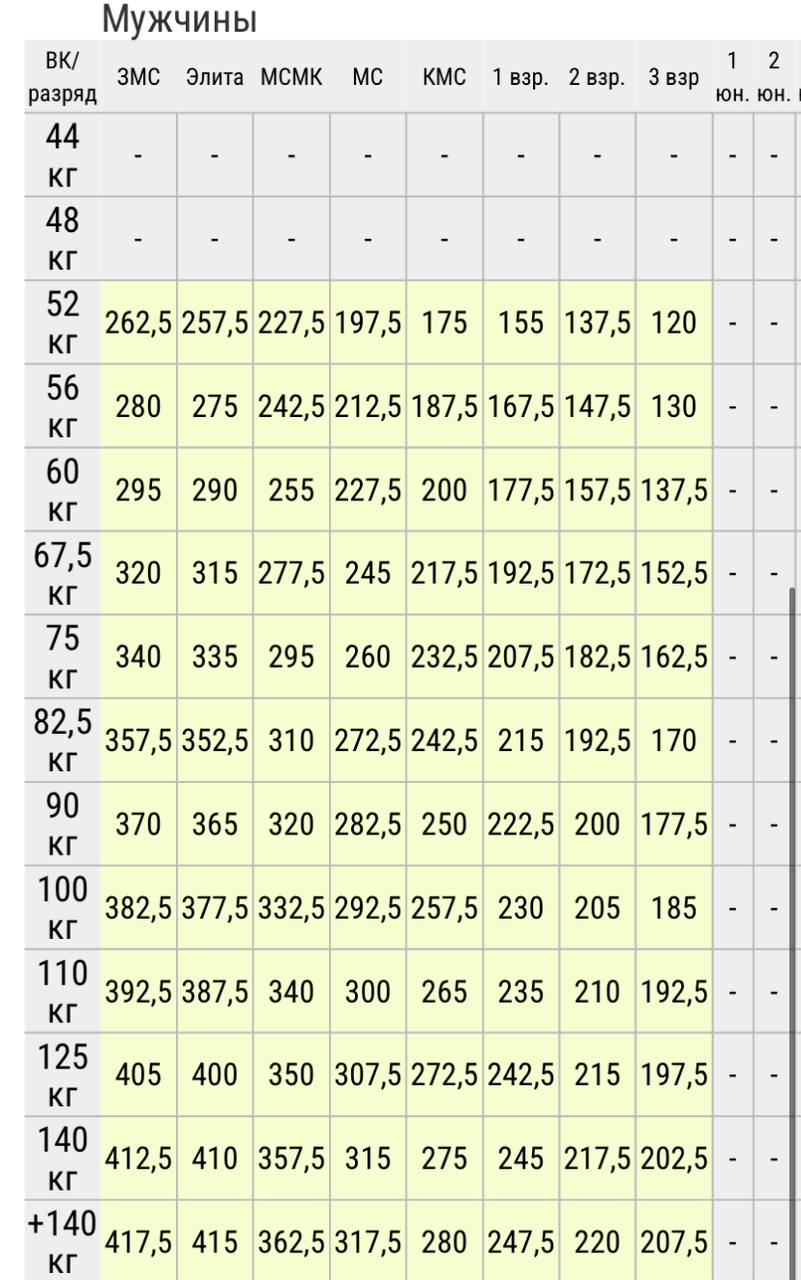 Мужчины
ВК/разряд ЗМС Элита МСМК МС КМС 1 взр. 2 взр. 3 взр 1 юн. 2 юн.
44 кг - - - - - - - - - -
48 кг - - - - - - - - - -
52 кг 262,5 257,5 227,5 197,5 175 155 137,5 120 - -
56 кг 280 275 242,5 212,5 187,5 167,5 147,5 130 - -
60 кг 295 290 255 227,5 200 177,5 157,5 137,5 - -
67,5 кг 320 315 277,5 245 217,5 192,5 172,5 152,5 - -
75 кг 340 335 295 260 232,5 207,5 182,5 162,5 - -
82,5 кг 357,5 352,5 310 272,5 242,5 215 192,5 170 - -
90 кг 370 365 320 282,5 250 222,5 200 177,5 - -
100 кг 382,5 377,5 332,5 292,5 257,5 230 205 185 - -
110 кг 392,5 387,5 340 300 265 235 210 192,5 - -
125 кг 405 400 350 307,5 272,5 242,5 215 197,5 - -
140 кг 412,5 410 357,5 315 275 245 217,5 202,5 - -
+140 кг 417,5 415 362,5 317,5 280 247,5 220 207,5 - -